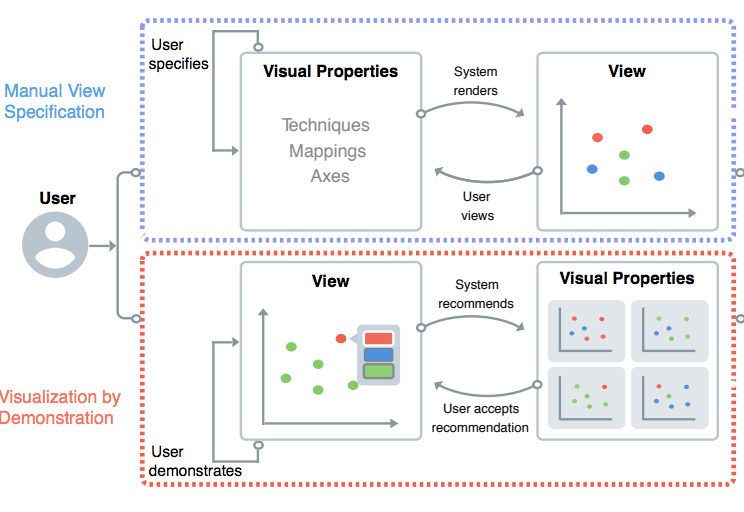 User
specifies
Visual Properties
Techniques
Mappings
Axes
System
renders
User
views
View
Manual View
Specification
User
View
System
recommends
User accepts
recommendation
Visual Properties
Visualization by
Demonstration
User
demonstrates